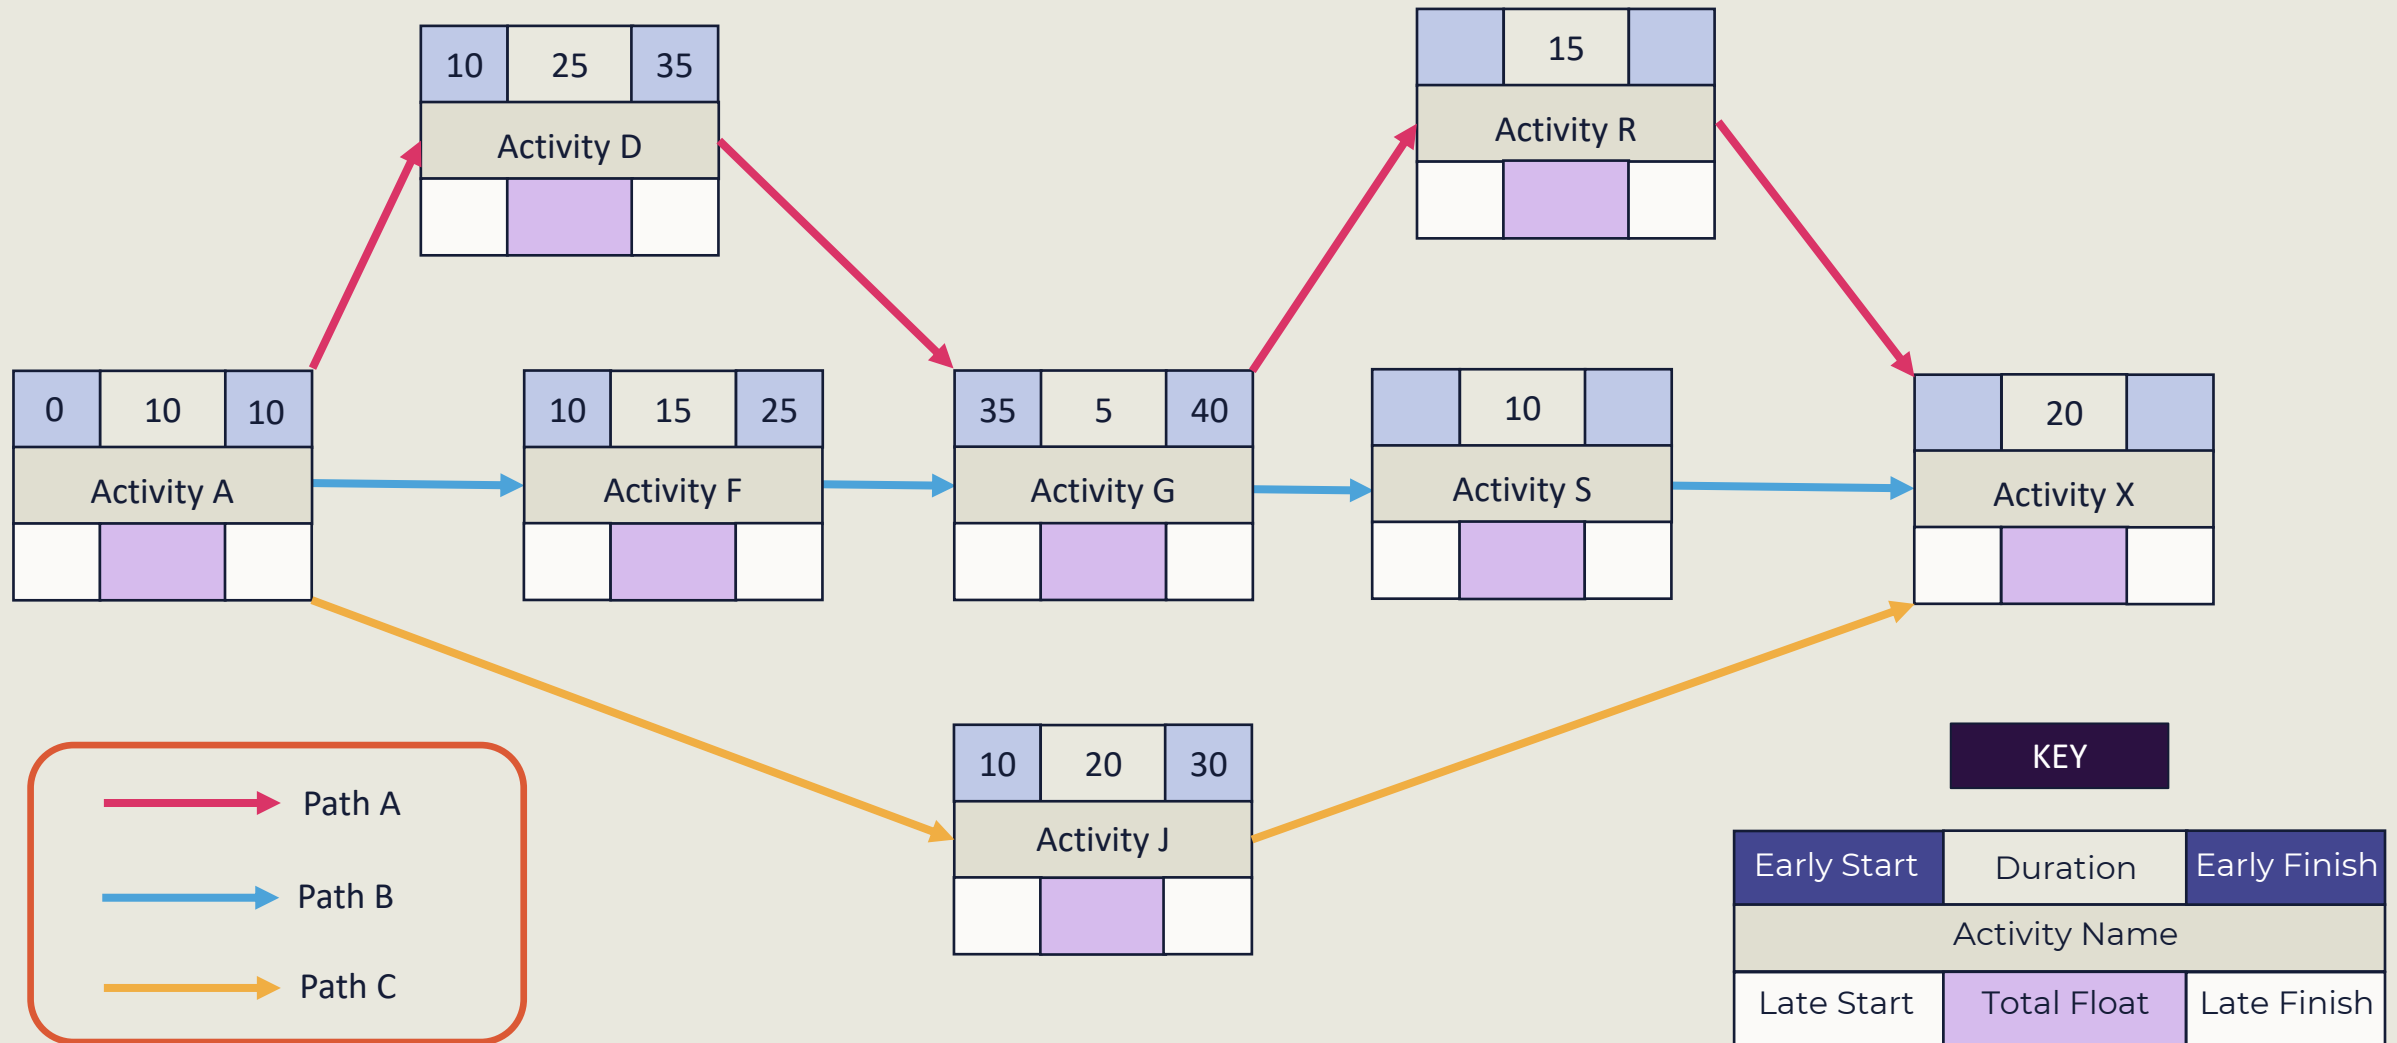 15
Activity R
10 25 35
Activity D
0 10 10
Activity A
10 15 25
Activity F
35 5 40
Activity G
10
Activity S
20
Activity X
10 20 30
Activity J
Path A
Path B
Path C
KEY
Early Start Duration Early Finish
Activity Name
Late Start Total Float Late Finish